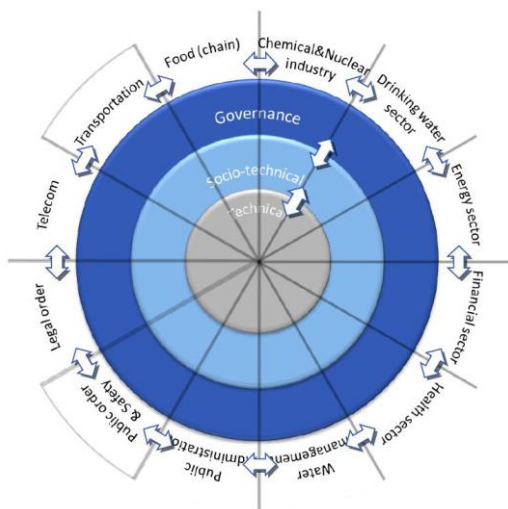 Food (chain)
Chemical&Nuclear
industry
Drinking water
sector
Energy sector
Financial sector
Health sector
Water
management
Public
administration
Public order
& Safety
Legal order
Telecom
Transportation
Governance
Socio-technical
Technical